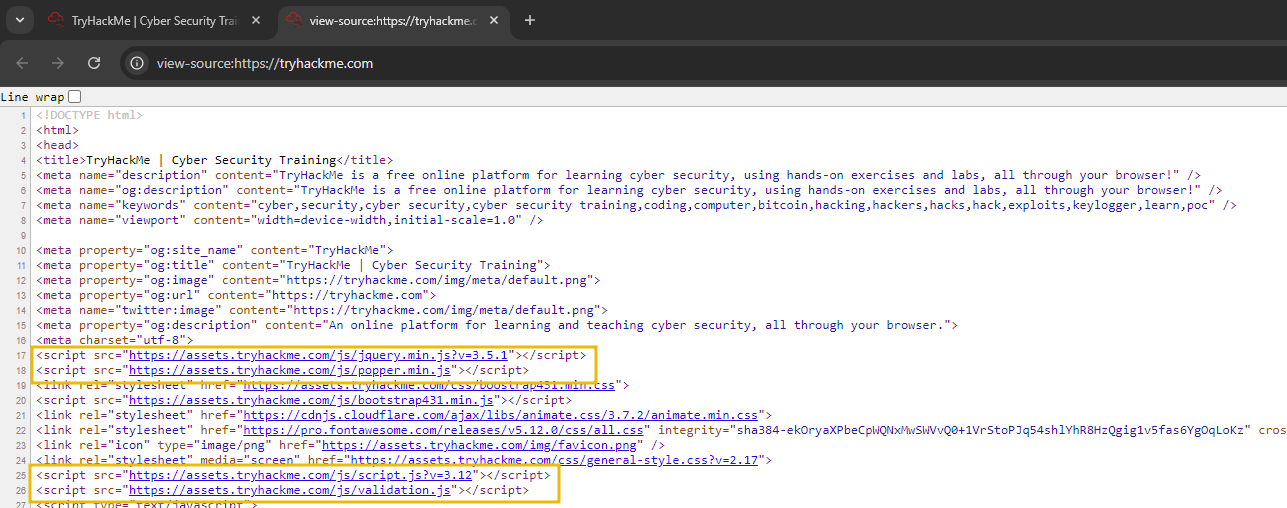 TryHackMe | Cyber Security Trai
view-source:https://tryhackme.c
view-source:https://tryhackme.com
Line wrap
1 <!DOCTYPE html>
2 <html>
3 <head>
4 <title>TryHackMe | Cyber Security Training</title>
5 <meta name="description" content="TryHackMe is a free online platform for learning cyber security, using hands-on exercises and labs, all through your browser!" />
6 <meta name="og:description" content="TryHackMe is a free online platform for learning cyber security, using hands-on exercises and labs, all through your browser!" />
7 <meta name="keywords" content="cyber,security,cyber security,cyber security training,coding,computer,bitcoin,hacking,hackers,hacks,hack,exploits,keylogger,learn,poc" />
8 <meta name="viewport" content="width=device-width,initial-scale=1.0" />
9
10 <meta property="og:site_name" content="TryHackMe">
11 <meta property="og:title" content="TryHackMe | Cyber Security Training">
12 <meta property="og:image" content="https://tryhackme.com/img/meta/default.png">
13 <meta property="og:url" content="https://tryhackme.com">
14 <meta name="twitter:image" content="https://tryhackme.com/img/meta/default.png">
15 <meta property="og:description" content="An online platform for learning and teaching cyber security, all through your browser.">
16 <meta charset="utf-8">
17 <script src="https://assets.tryhackme.com/js/jquery.min.js?v=3.5.1"></script>
18 <script src="https://assets.tryhackme.com/js/popper.min.js"></script>
19 <link rel="stylesheet" href="https://assets.tryhackme.com/css/boostrap431.min.css">
20 <script src="https://assets.tryhackme.com/js/bootstrap431.min.js"></script>
21 <link rel="stylesheet" href="https://cdnjs.cloudflare.com/ajax/libs/animate.css/3.7.2/animate.min.css">
22 <link rel="stylesheet" href="https://pro.fontawesome.com/releases/v5.12.0/css/all.css" integrity="sha384-ekOryaXPbeCpWQNxMwSWVvQ0+1VrStoPJq54shlYhR8HzQgig1v5fas6YgOqLoKz" cros
23 <link rel="icon" type="image/png" href="https://assets.tryhackme.com/img/favicon.png" />
24 <link rel="stylesheet" media="screen" href="https://assets.tryhackme.com/css/general-style.css?v=2.17">
25 <script src="https://assets.tryhackme.com/js/script.js?v=3.12"></script>
26 <script src="https://assets.tryhackme.com/js/validation.js"></script>
27 <script type="text/javascript">